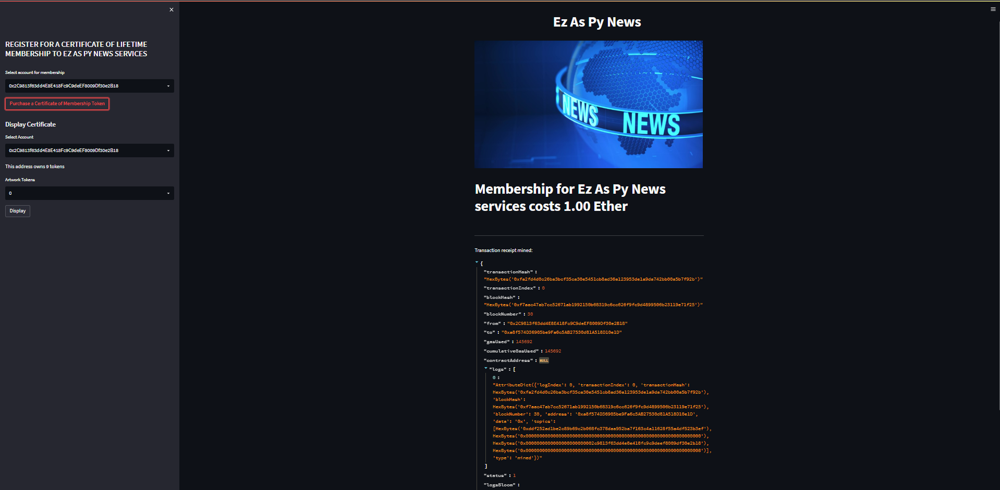 REGISTER FOR A CERTIFICATE OF LIFETIME
MEMBERSHIP TO EZ AS PY NEWS SERVICES
Select account for membership
0x2C9813f63dd4E8E418Fc9C9deEF8009Df30e2B18
Purchase a Certificate of Membership Token
Display Certificate
Select Account
0x2C9813f63dd4E8E418Fc9C9deEF8009Df30e2B18
This address owns 9 tokens
Artwork Tokens
0
Display
Ez As Py News
NEWS
NEWS
Membership for Ez As Py News
services costs 1.00 Ether
Transaction receipt mined:
{
"transactionHash" :
"HexBytes('0xfa2fd4d0c26ba3bcf35ca30e5451cb8ad36a123953de1a9da742bb00a5b7f92b')"
"transactionIndex" : 0
"blockHash" :
"HexBytes('0xf7aac47ab7cc52671ab1992150b68319c6cc626f9fc9d4899506b23119e71f25')"
"blockNumber" : 30
"from" : "0x2C9813f63dd4E8E418Fc9C9deEF8009Df30e2B18"
"to" : "0xa8f574D36905be9Fa6c5AB27530d81A518D10e1D"
"gasUsed" : 145692
"cumulativeGasUsed" : 145692
"contractAddress" : NULL
"logs" : [
0 :
"AttributeDict({'logIndex': 0, 'transactionIndex': 0, 'transactionHash':
HexBytes('0xfa2fd4d0c26ba3bcf35ca30e5451cb8ad36a123953de1a9da742bb00a5b7f92b'),
'blockHash':
HexBytes('0xf7aac47ab7cc52671ab1992150b68319c6cc626f9fc9d4899506b23119e71f25'),
'blockNumber': 30, 'address': '0xa8f574D36905be9Fa6c5AB27530d81A518D10e1D',
'data': '0x', 'topics':
[HexBytes('0xddf252ad1be2c89b69c2b068fc378daa952ba7f163c4a11628f55a4df523b3ef'),
HexBytes('0x0000000000000000000000000000000000000000000000000000000000000000'),
HexBytes('0x0000000000000000000000002c9813f63dd4e8e418fc9c9deef8009df30e2b18'),
HexBytes('0x0000000000000000000000000000000000000000000000000000000000000008')],
'type': 'mined'})"
]
"status" : 1
"logsBloom" :